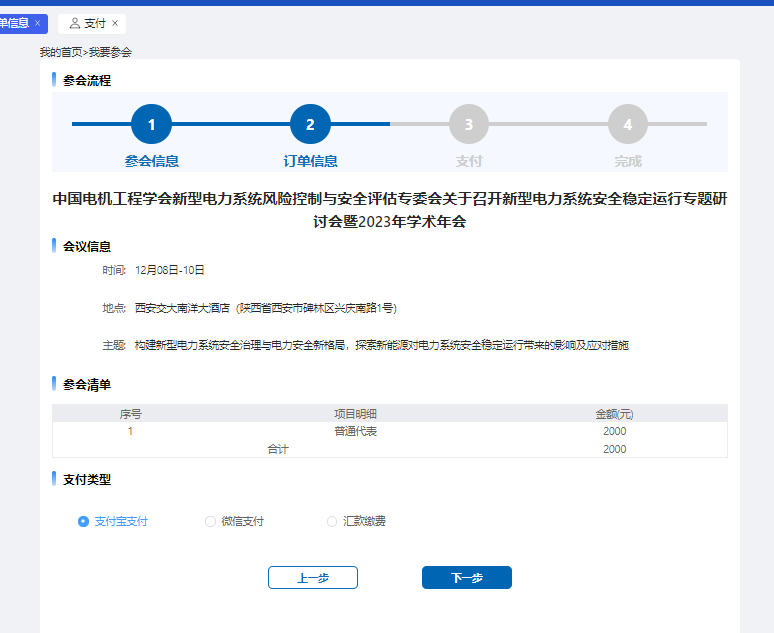 单信息 × 支付 ×
我的首页>我要参会
参会流程
1 2 3 4
参会信息 订单信息 支付 完成
中国电机工程学会新型电力系统风险控制与安全评估专委会关于召开新型电力系统安全稳定运行专题研
讨会暨2023年学术年会
会议信息
时间: 12月08日-10日
地点: 西安交大南洋大酒店（陕西省西安市碑林区兴庆南路1号）
主题: 构建新型电力系统安全治理与电力安全新格局，探索新能源对电力系统安全稳定运行带来的影响及应对措施
参会清单
序号 项目明细 金额(元)
1 普通代表 2000
合计 2000
支付类型
支付宝支付 微信支付 汇款缴费
上一步 下一步